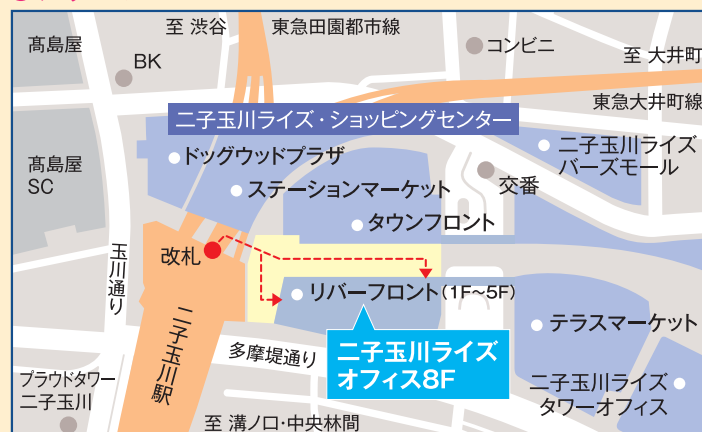 至 渋谷
東急田園都市線
髙島屋
BK
コンビニ
至 大井町
東急大井町線
二子玉川ライズ・ショッピングセンター
ドッグウッドプラザ
二子玉川ライズ
バーズモール
髙島屋
SC
ステーションマーケット
交番
タウンフロント
改札
玉川通り
リバーフロント(1F~5F)
二子玉川駅
テラスマーケット
多摩堤通り
二子玉川ライズ
オフィス8F
プラウドタワー
二子玉川
二子玉川ライズ
タワーオフィス
至 溝ノ口・中央林間